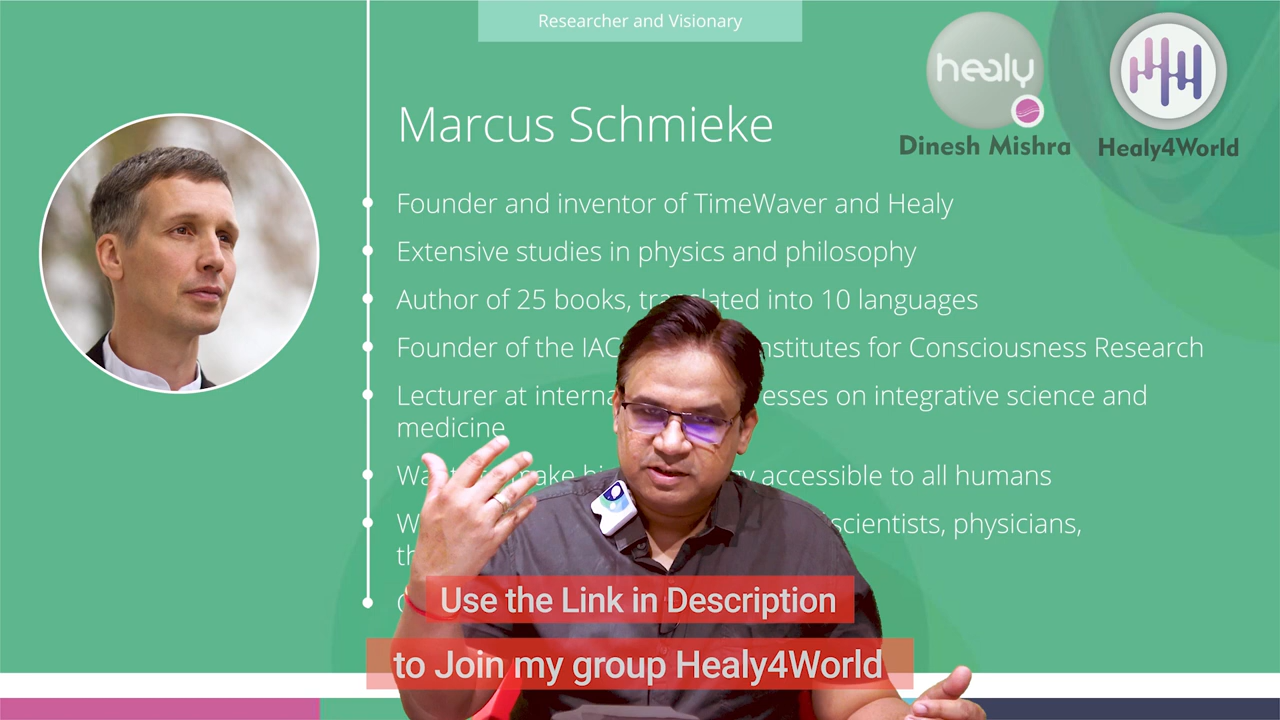 Researcher and Visionary
healy
Dinesh Mishra
Healy4World
Marcus Schmieke
Founder and inventor of TimeWaver and Healy
Extensive studies in physics and philosophy
Author of 25 books, translated into 10 languages
Founder of the nstitutes for Consciousness Research
Lecturer at esses on integrative science and
medicine
accessible to all humans
scientists, physicians,
Use the Link in Description
to Join my group Healy4World